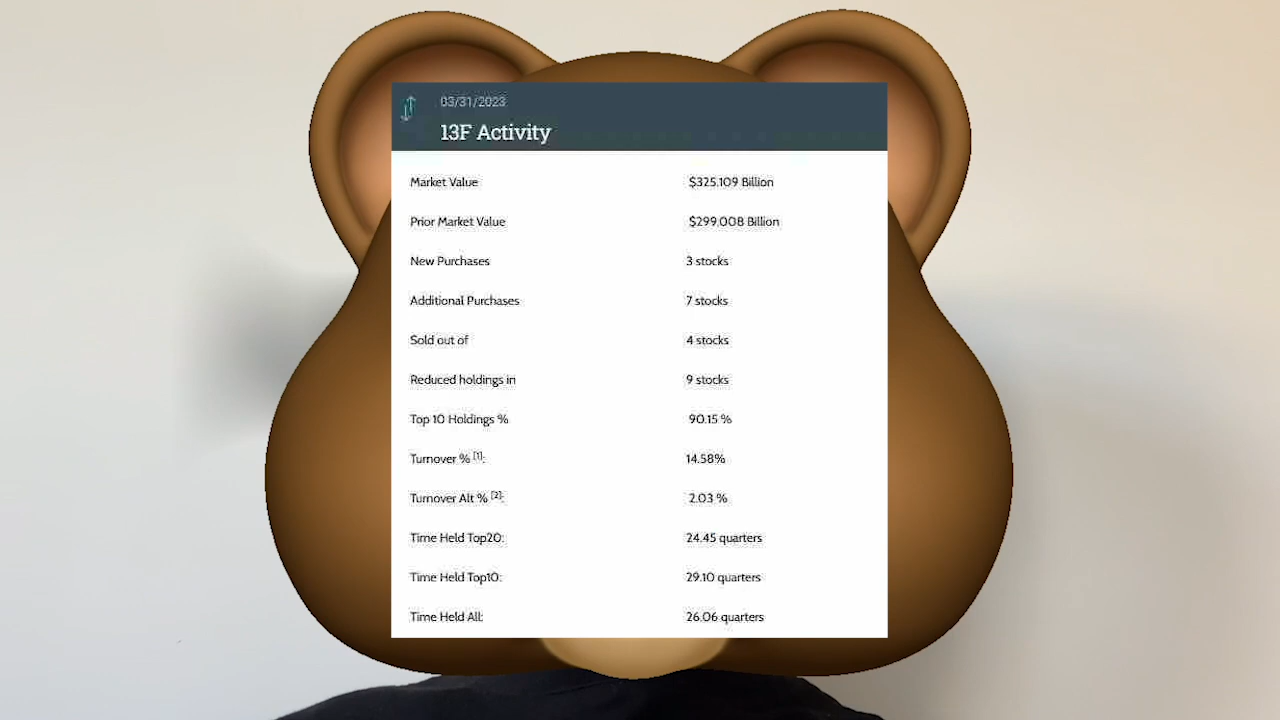 03/31/2023
13F Activity
Market Value $325.109 Billion
Prior Market Value $299.008 Billion
New Purchases 3 stocks
Additional Purchases 7 stocks
Sold out of 4 stocks
Reduced holdings in 9 stocks
Top 10 Holdings % 90.15 %
Turnover % [1]: 14.58%
Turnover Alt % [2]: 2.03 %
Time Held Top20: 24.45 quarters
Time Held Top10: 29.10 quarters
Time Held All: 26.06 quarters